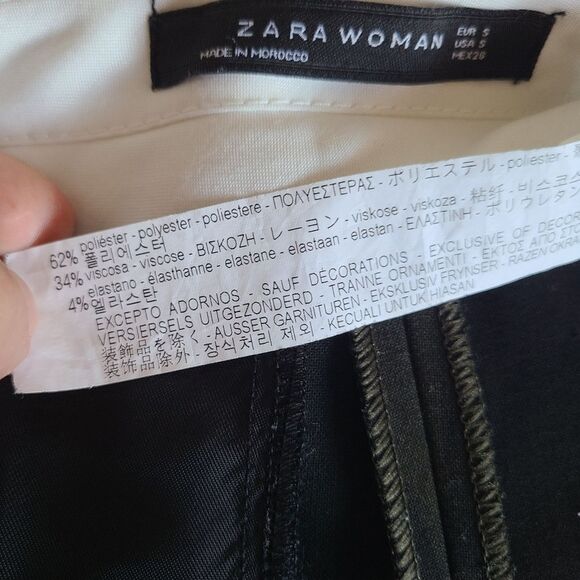 ZARA WOMAN
MADE IN MOROCCO
EUR S
USA S
MEX 26
62% poliéster - polyester - poliestere - ΠΟΛΥΕΣΤΕΡΑΣ - ポリエステル - poliester -
폴리에스터
34% viscosa - viscose - ΒΙΣΚΟΖΗ - レーヨン - viskose - viskoza - 粘纤 - 비스코스
4% elastano - élasthanne - elastane - elastaan - elastan - ΕΛΑΣΤΙΝΗ - ポリウレタン
엘라스탄
EXCEPTO ADORNOS - SAUF DÉCORATIONS - EXCLUSIVE OF DECOR
VERSIERSELS UITGEZONDERD - TRANNE ORNAMENTI - ΕΚΤΟΣ ΑΠΟ ΣΤΟ
装飾品を除く - AUSSER GARNITUREN - EKSKLUSIV FRYNSER - RAZEN OKRA
装饰品除外 - 장식처리 제외 - KECUALI UNTUK HIASAN